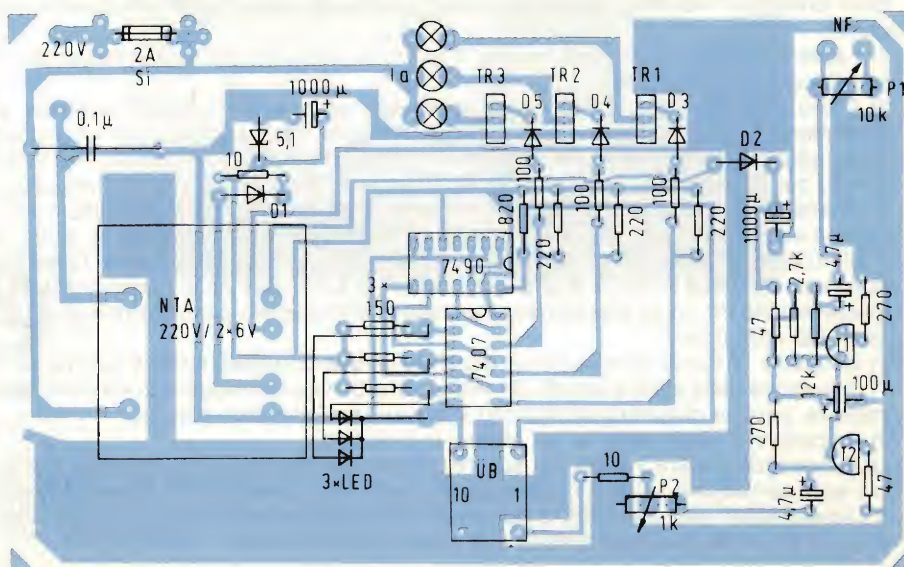 220V
2A
Si
NF
P1
10k
1000µ
+
la
TR3
TR2
TR1
D5
D4
D3
D2
0,1µ
5,1
10
D1
100
100
100
820
220
220
220
1000µ
+
4,7µ
+
2,7k
47
12k
270
T1
7490
3×
150
7407
NTA
220V/2×6V
100µ
+
270
T2
47
3×LED
UB
10
1
10
P2
1k
4,7µ
+